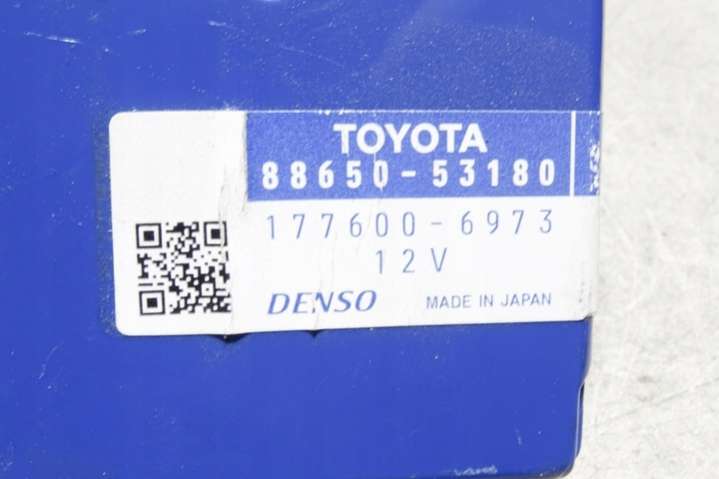 TOYOTA
88650-53180
177600-6973
12V
DENSO MADE IN JAPAN